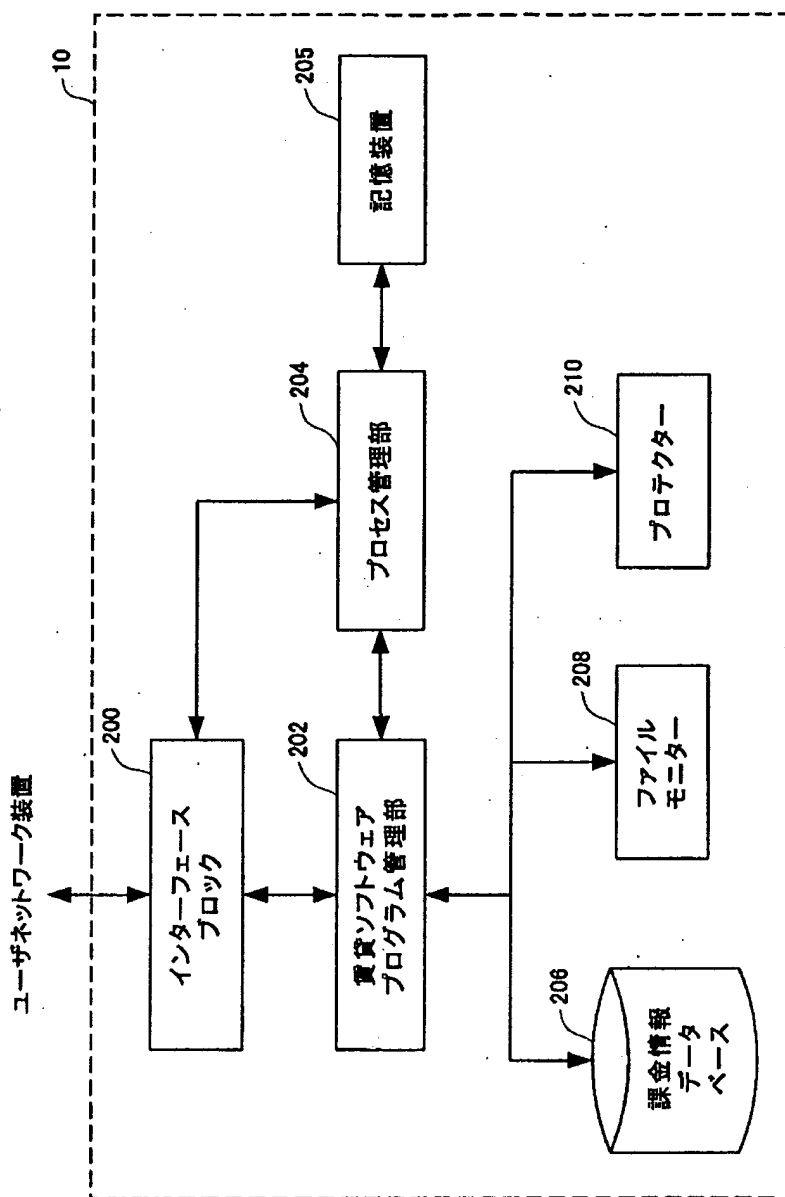 ユーザネットワーク装置
10
200
インターフェース
ブロック
202
賃貸ソフトウェア
プログラム管理部
204
プロセス管理部
205
記憶装置
206
課金情報
データ
ベース
208
ファイル
モニター
210
プロテクター